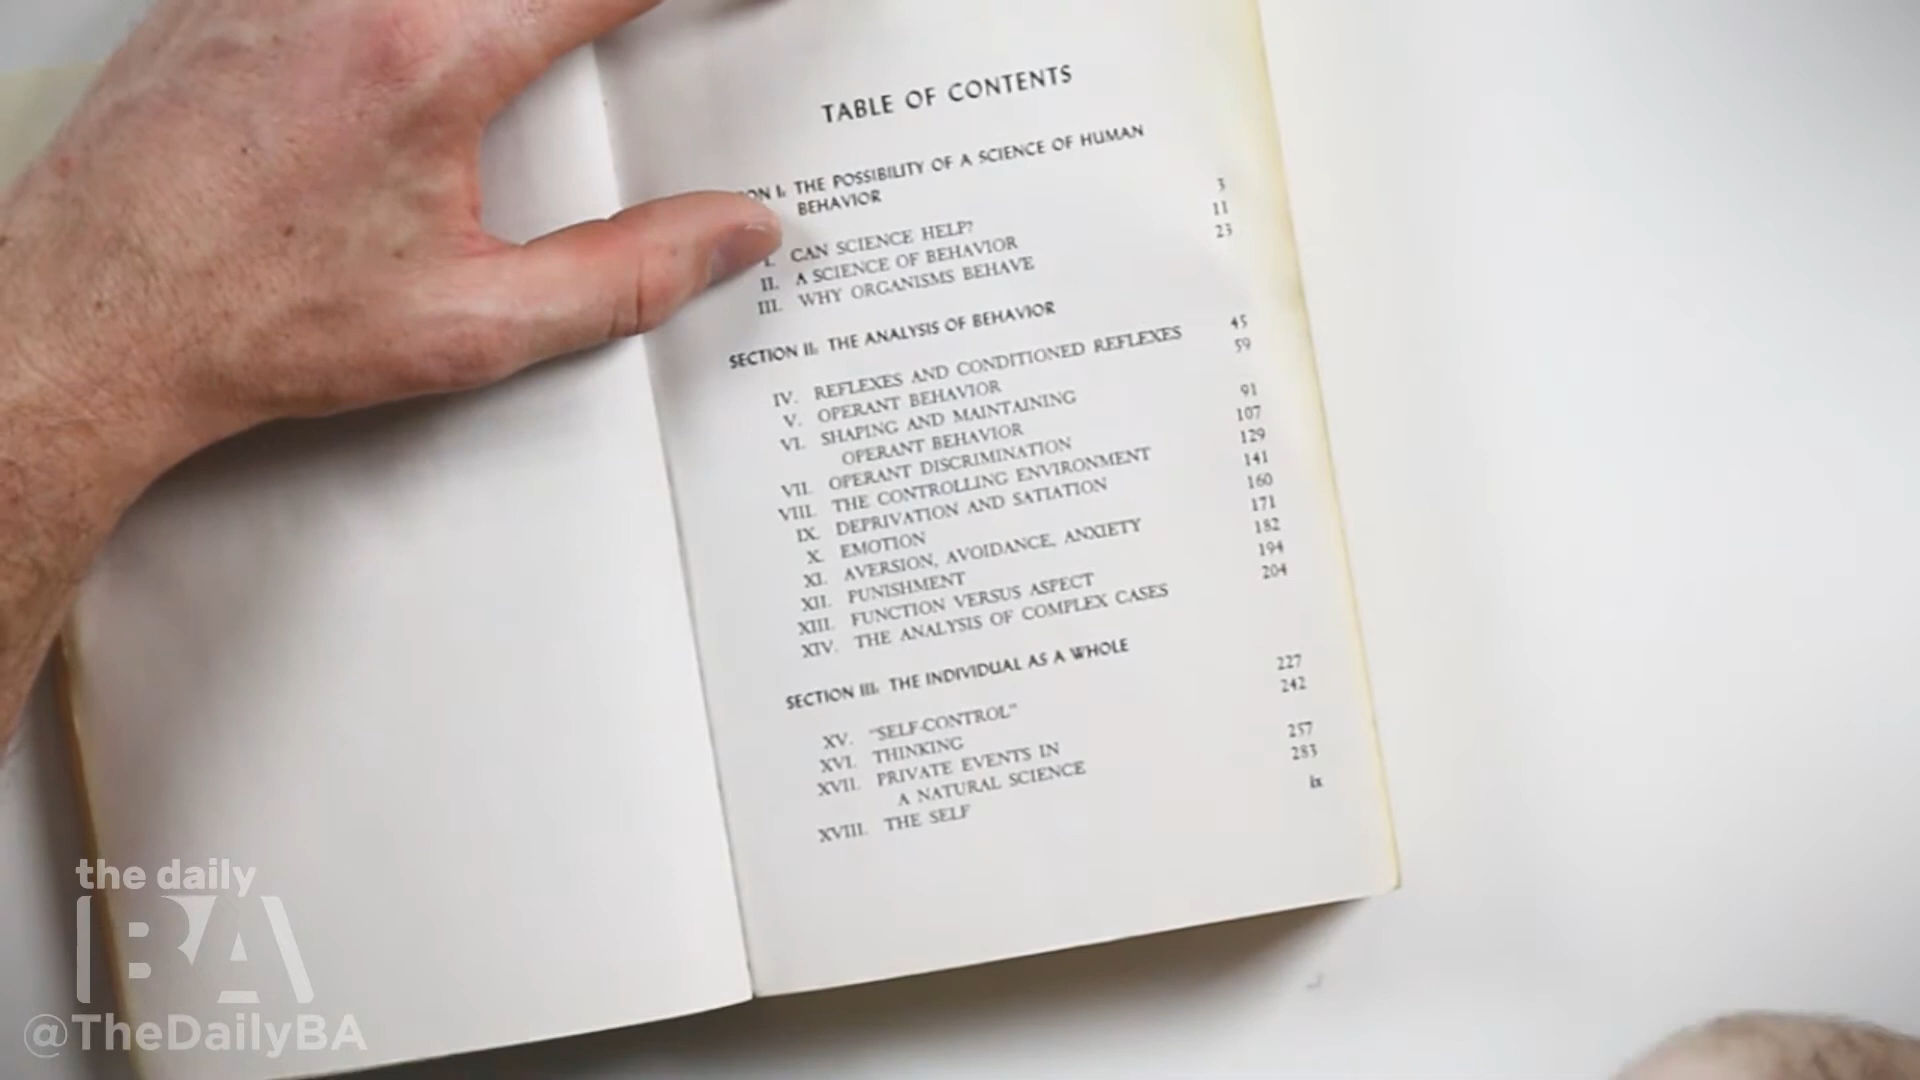 TABLE OF CONTENTS
ON I: THE POSSIBILITY OF A SCIENCE OF HUMAN
BEHAVIOR
I. CAN SCIENCE HELP? 3
II. A SCIENCE OF BEHAVIOR 11
III. WHY ORGANISMS BEHAVE 23
SECTION II: THE ANALYSIS OF BEHAVIOR
IV. REFLEXES AND CONDITIONED REFLEXES 45
V. OPERANT BEHAVIOR 59
VI. SHAPING AND MAINTAINING
OPERANT BEHAVIOR 91
VII. OPERANT DISCRIMINATION 107
VIII. THE CONTROLLING ENVIRONMENT 129
IX. DEPRIVATION AND SATIATION 141
X. EMOTION 160
XI. AVERSION, AVOIDANCE, ANXIETY 171
XII. PUNISHMENT 182
XIII. FUNCTION VERSUS ASPECT 194
XIV. THE ANALYSIS OF COMPLEX CASES 204
SECTION III: THE INDIVIDUAL AS A WHOLE
XV. "SELF-CONTROL" 227
XVI. THINKING 242
XVII. PRIVATE EVENTS IN
A NATURAL SCIENCE 257
XVIII. THE SELF 283
ix
the daily
BA
@TheDailyBA